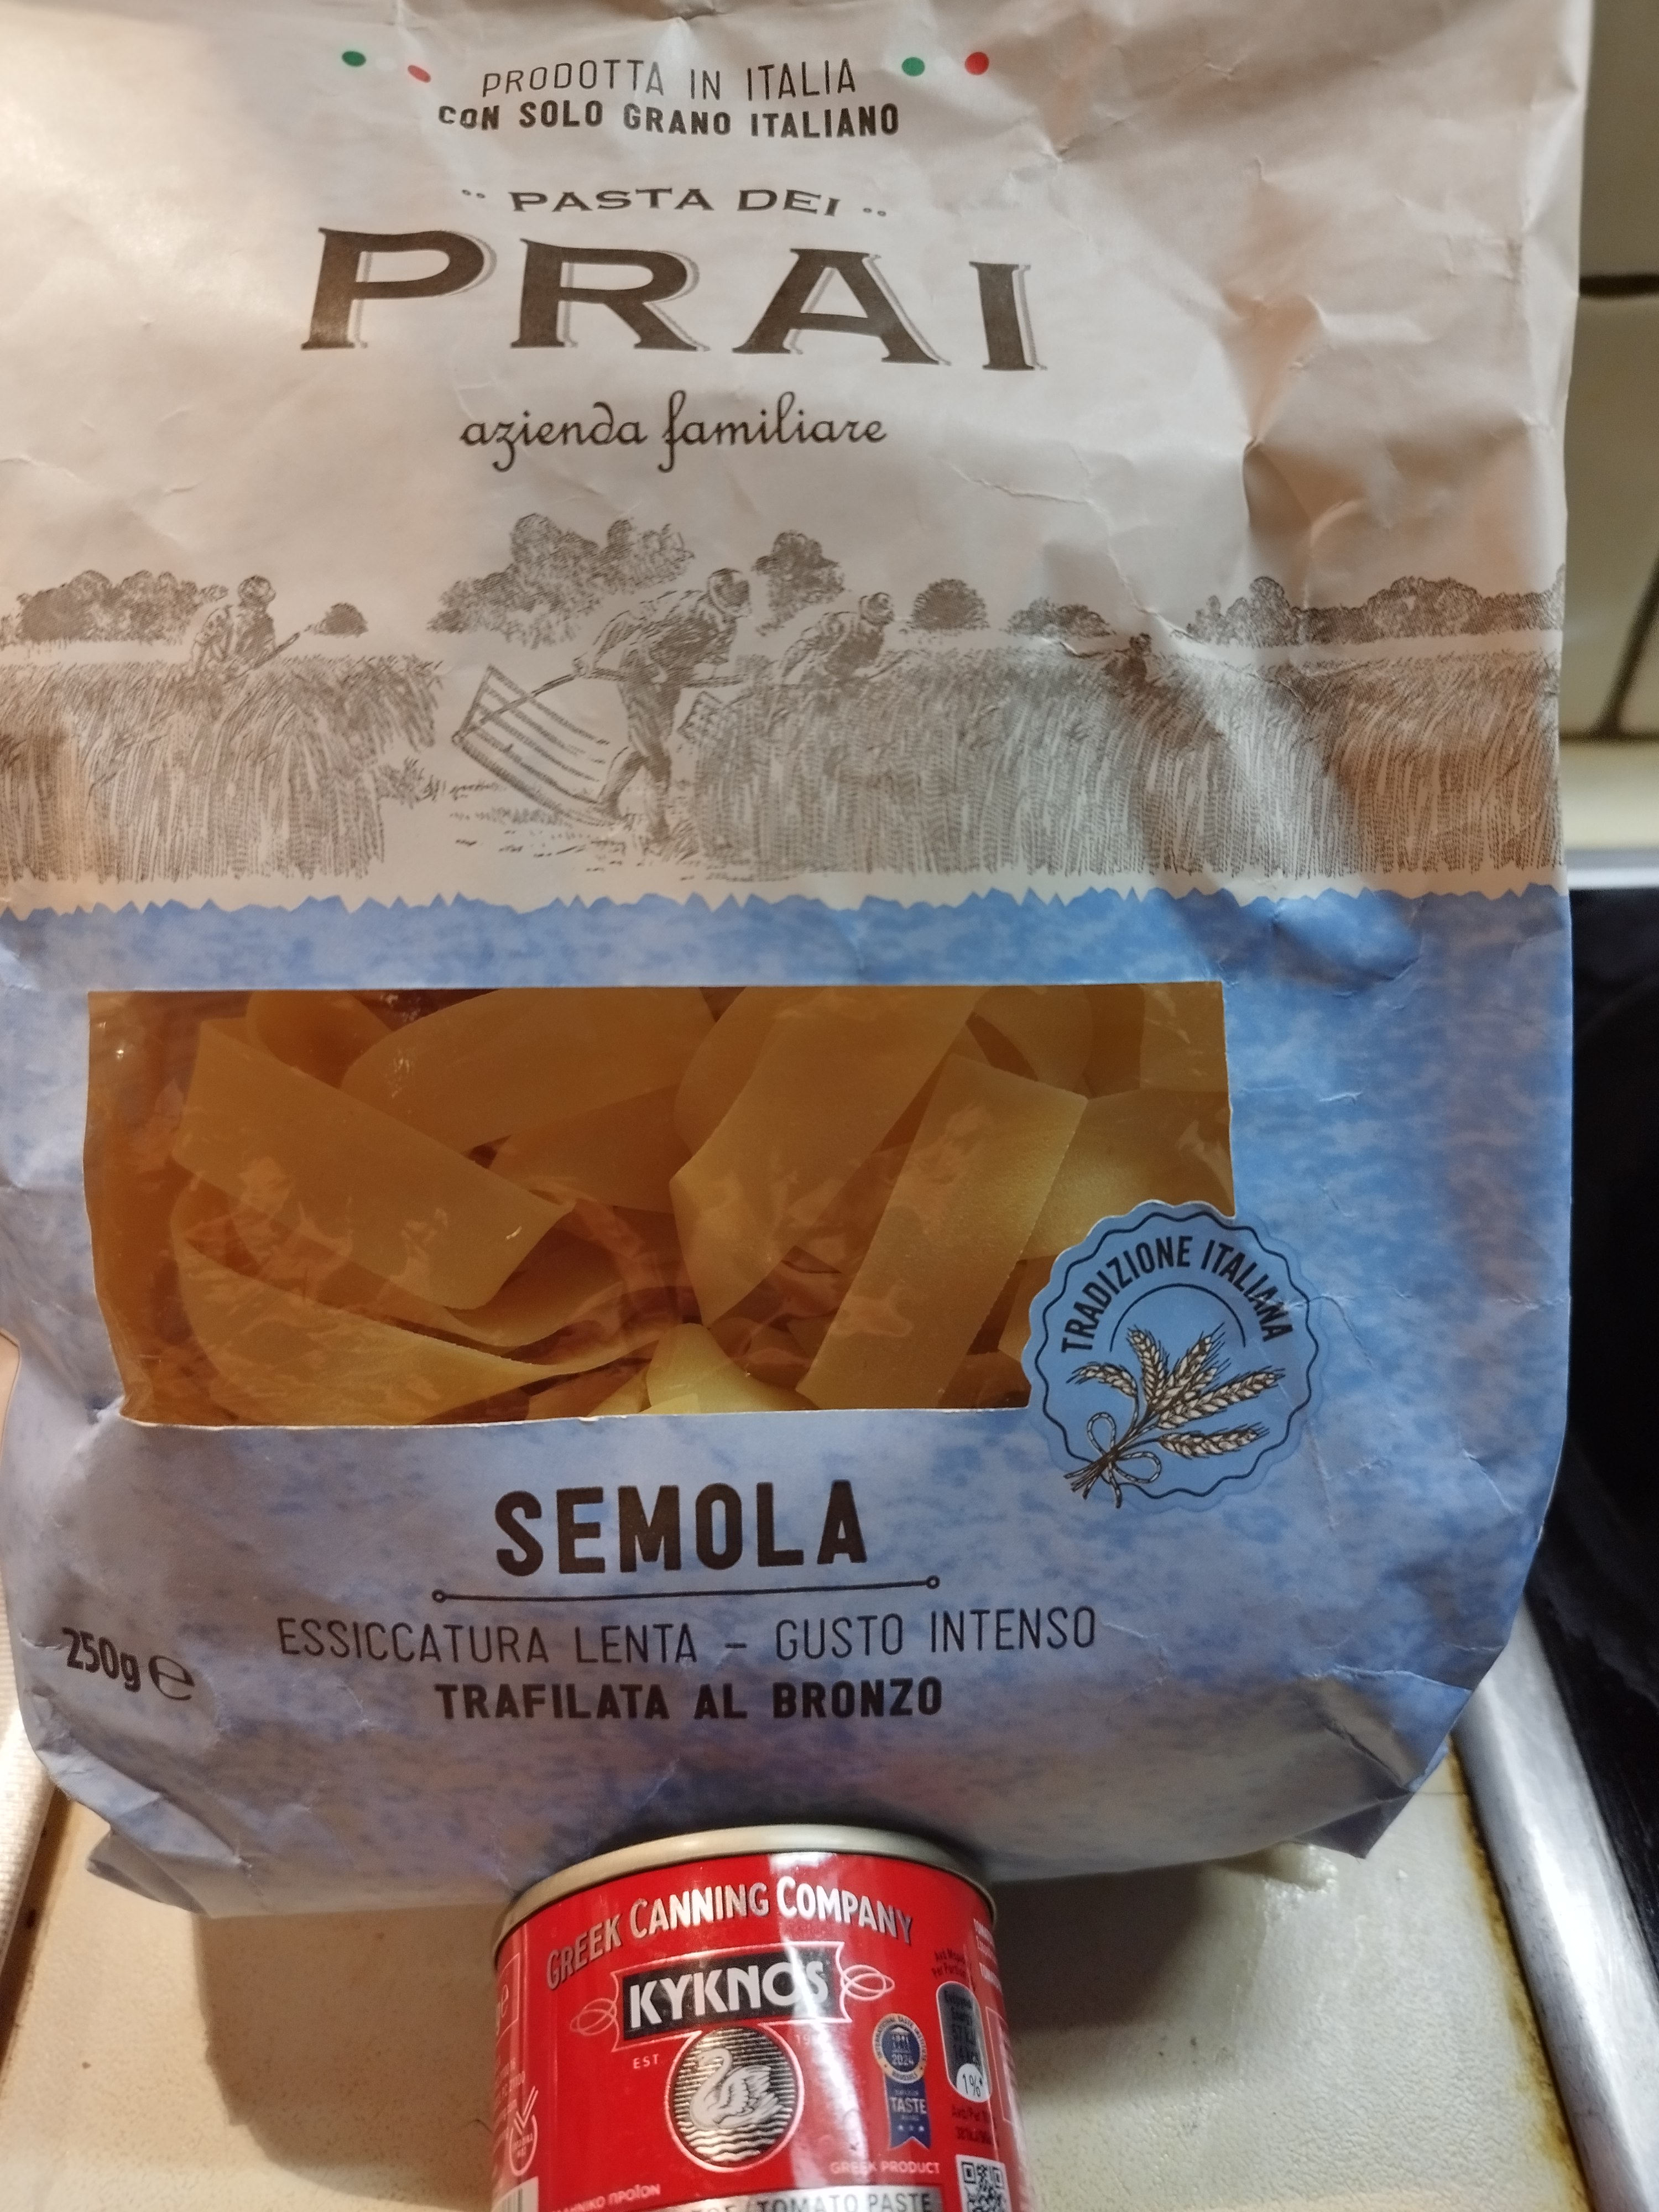 PRODOTTA IN ITALIA
CON SOLO GRANO ITALIANO
PASTA DEI
PRAI
azienda familiare
TRADIZIONE ITALIANA
SEMOLA
ESSICCATURA LENTA – GUSTO INTENSO
250g e
TRAFILATA AL BRONZO
GREEK CANNING COMPANY
KYKNOS
EST
2024
1%
TASTE
GREEK PRODUCT
TOMATO PASTE